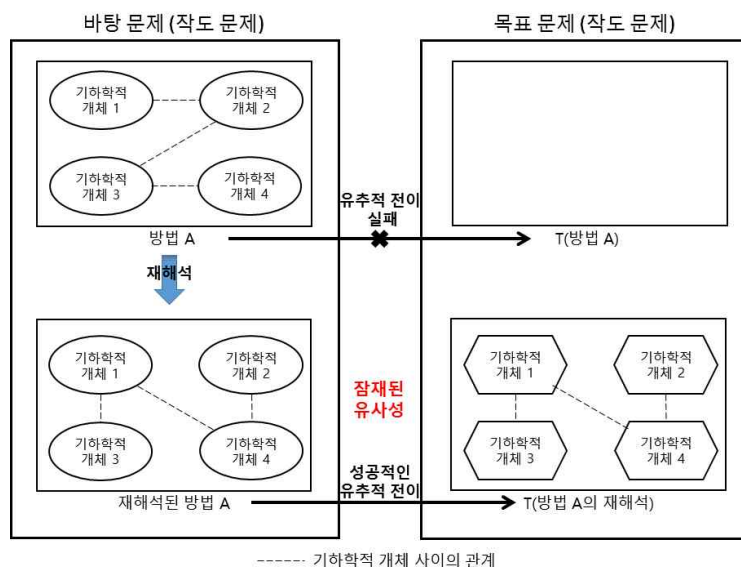 바탕 문제 (작도 문제)
목표 문제 (작도 문제)
기하학적
개체 1
기하학적
개체 2
기하학적
개체 3
기하학적
개체 4
방법 A
유추적 전이
실패
T(방법 A)
재해석
기하학적
개체 1
기하학적
개체 2
기하학적
개체 3
기하학적
개체 4
재해석된 방법 A
잠재된
유사성
성공적인
유추적 전이
기하학적
개체 1
기하학적
개체 2
기하학적
개체 3
기하학적
개체 4
T(방법 A의 재해석)
기하학적 개체 사이의 관계